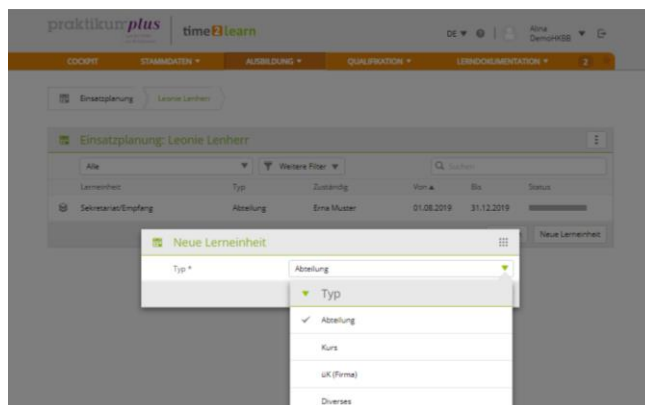 praktikumplus time2learn DE Alina DemoHKBB
COCKPIT STAMMDATEN AUSBILDUNG QUALIFIKATION LERNDOKUMENTATION 2
Einsatzplanung Leonie Lenherr
Einsatzplanung: Leonie Lenherr
Alle Weitere Filter Suchen
Lerneinheit Typ Zuständig Von Bis Status
Sekretariat/Empfang Abteilung Erna Muster 01.08.2019 31.12.2019
Neue Lerneinheit
Neue Lerneinheit
Typ * Abteilung
Typ
Abteilung
Kurs
üK (Firma)
Diverses